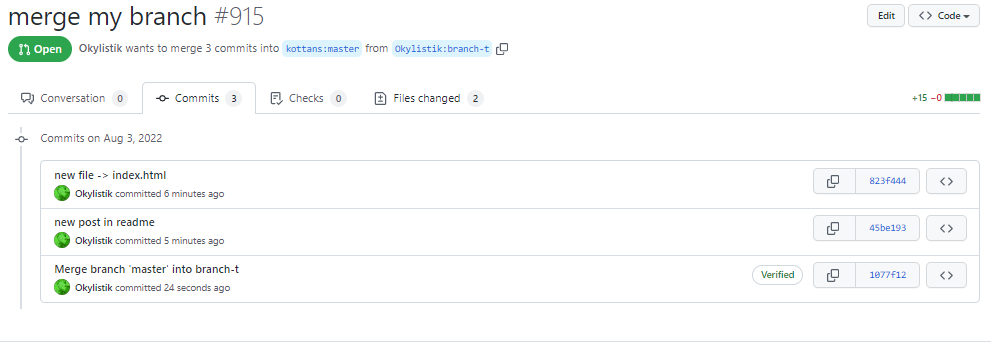 merge my branch #915
Edit
<> Code
Open Okylistik wants to merge 3 commits into kottans:master from Okylistik:branch-t
Conversation 0 Commits 3 Checks 0 Files changed 2
+15 −0
Commits on Aug 3, 2022
new file -> index.html
Okylistik committed 6 minutes ago
823f444
new post in readme
Okylistik committed 5 minutes ago
45be193
Merge branch 'master' into branch-t
Okylistik committed 24 seconds ago
Verified
1077f12